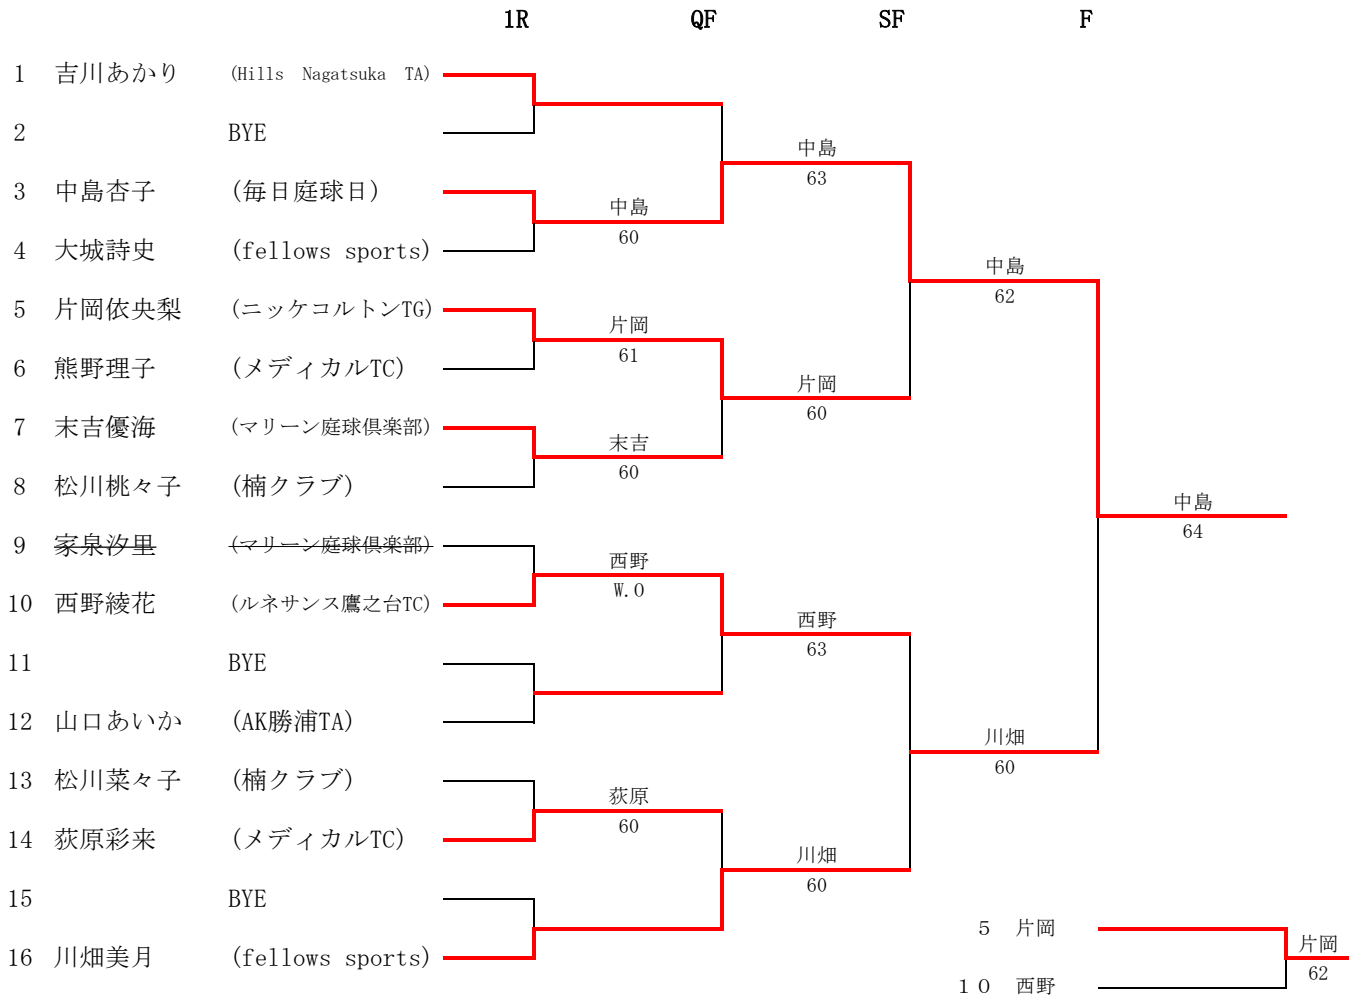 1R QF SF F
1 吉川あかり (Hills Nagatsuka TA)
2 BYE
中島
63
3 中島杏子 (毎日庭球日)
中島
60
4 大城詩史 (fellows sports)
中島
62
5 片岡依央梨 (ニッケコルトンTG)
片岡
61
6 熊野理子 (メディカルTC)
片岡
60
7 末吉優海 (マリーン庭球倶楽部)
末吉
60
8 松川桃々子 (楠クラブ)
中島
64
9 家泉汐里 (マリーン庭球倶楽部)
西野
W.O
10 西野綾花 (ルネサンス鷹之台TC)
西野
63
11 BYE
12 山口あいか (AK勝浦TA)
川畑
60
13 松川菜々子 (楠クラブ)
荻原
60
14 荻原彩来 (メディカルTC)
川畑
60
15 BYE
16 川畑美月 (fellows sports)
5 片岡
片岡
62
１０ 西野